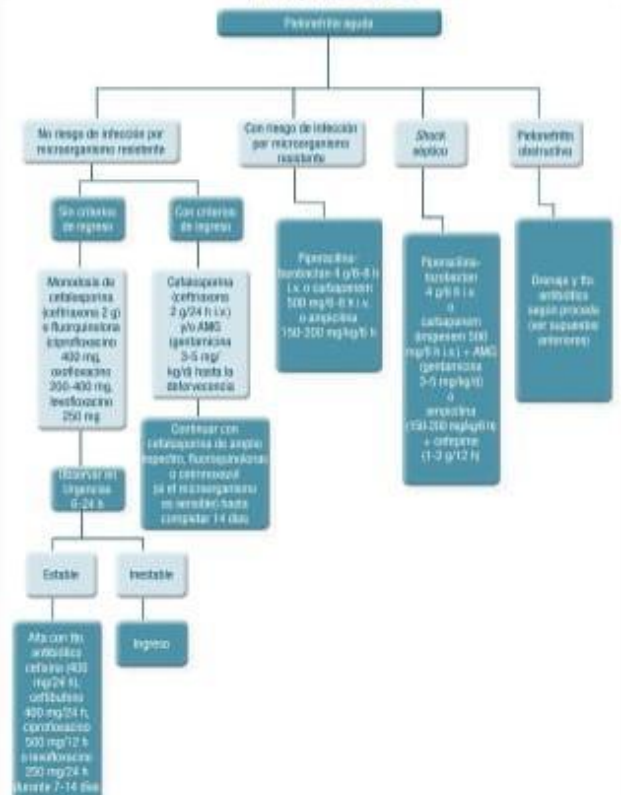 Pielonefritis aguda
No riesgo de infección por
microorganismo resistente
Con riesgo de infección
por microorganismo
resistente
Shock
séptico
Pielonefritis
obstructiva
Sin criterios
de ingreso
Con criterios
de ingreso
Monodosis de
cefalosporina
(ceftriaxona 2 g)
o fluorquinolona
(ciprofloxacino
400 mg,
ofloxacino
200-400 mg,
levofloxacino
250 mg
Cefalosporina
(ceftriaxona
2 g/24 h i.v.)
y/o AMG
(gentamicina
3-5 mg/
kg/d) hasta la
defervescencia
Piperacilina-
tazobactan 4 g/6-8 h
i.v. o carbapenem
500 mg/6-8 h i.v.
o ampicilina
150-200 mg/kg/6 h
Piperacilina-
tazobactan
4 g/6 h i.v.
o
carbapenem
(imipenem 500
mg/6 h i.v.) + AMG
(gentamicina
3-5 mg/kg/d)
o
ampicilina
(150-200 mg/kg/6 h)
+ cefepime
(1-2 g/12 h)
Drenaje y tto.
antibiótico
según proceda
(ver supuestos
anteriores)
Continuar con
cefalosporina de amplio
espectro, fluorquinolonas
o cotrimoxazol
(si el microorganismo
es sensible) hasta
completar 14 días
Observar en
Urgencias
6-24 h
Estable
Inestable
Alta con tto.
antibiótico
cefixima (400
mg/24 h),
ceftibuteno
400 mg/24 h,
ciprofloxacino
500 mg/12 h
o levofloxacino
250 mg/24 h
durante 7-14 días
Ingreso